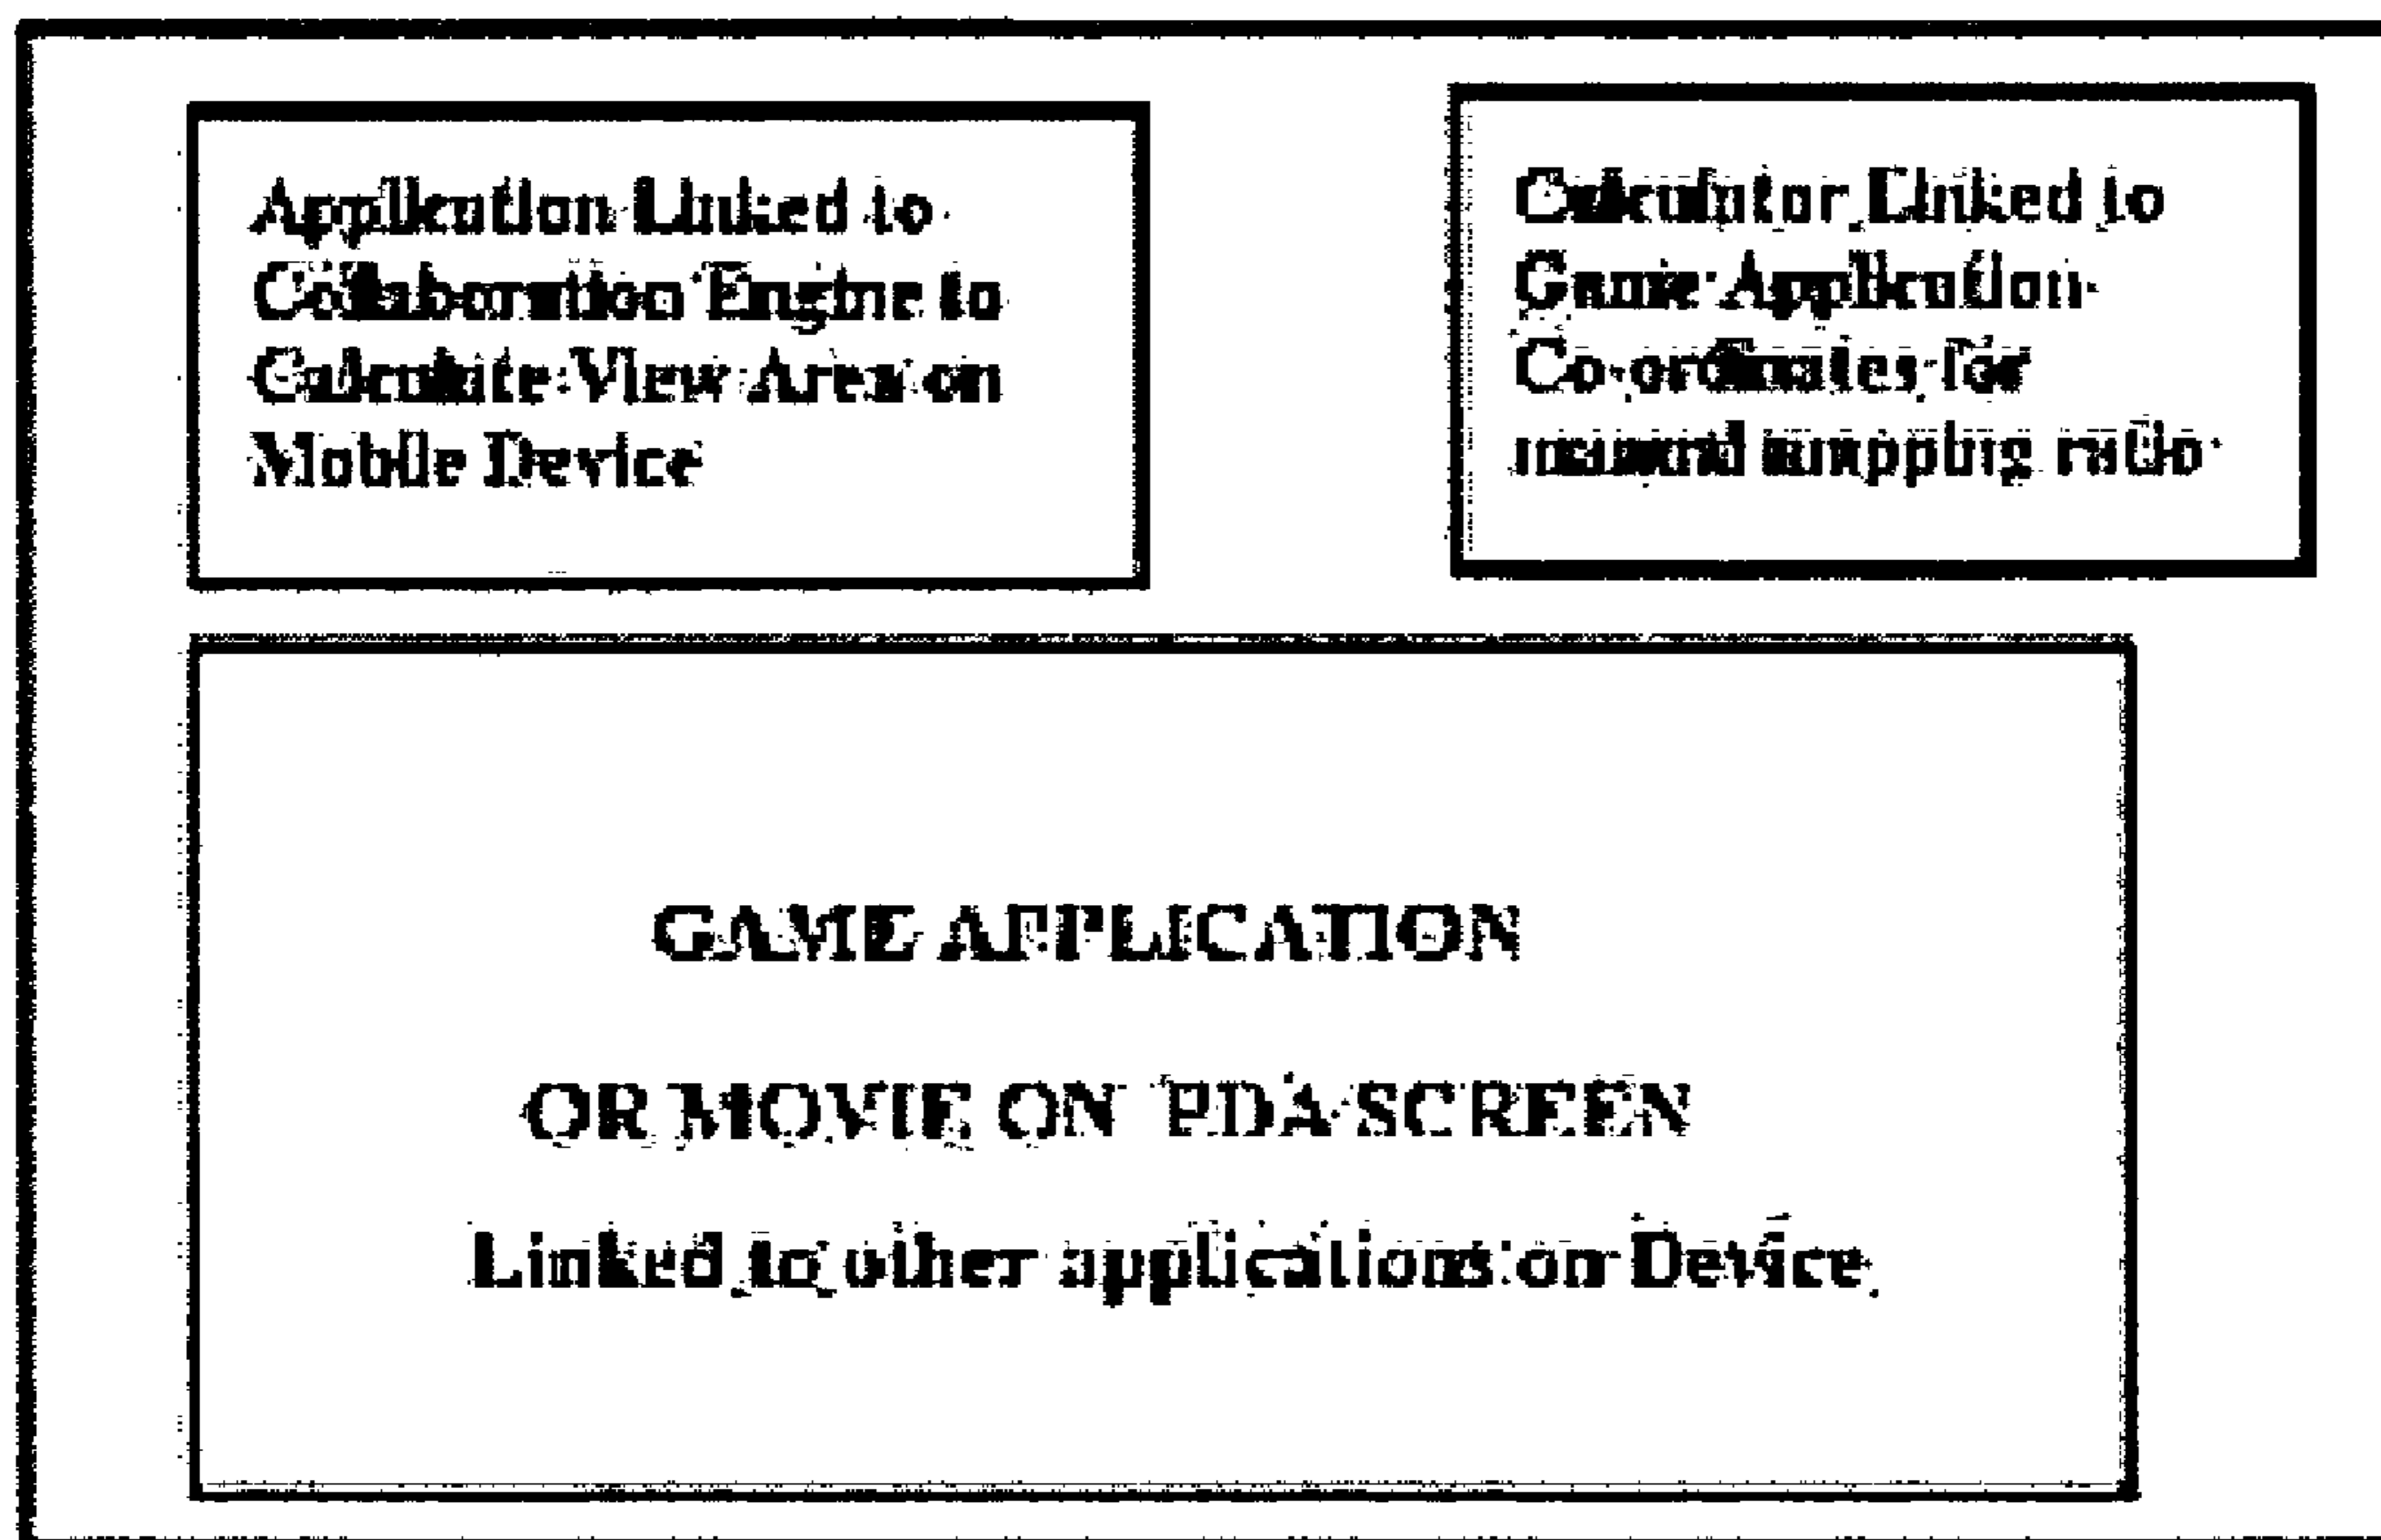 Application Linked to
Collaboration Engine to
Calculate View Area on
Mobile Device
Calculator Linked to
Game Application
Co-ordinates for
mapping ratio
GAME APPLICATION
OR MOVIE ON PDA SCREEN
Linked to other applications on Device